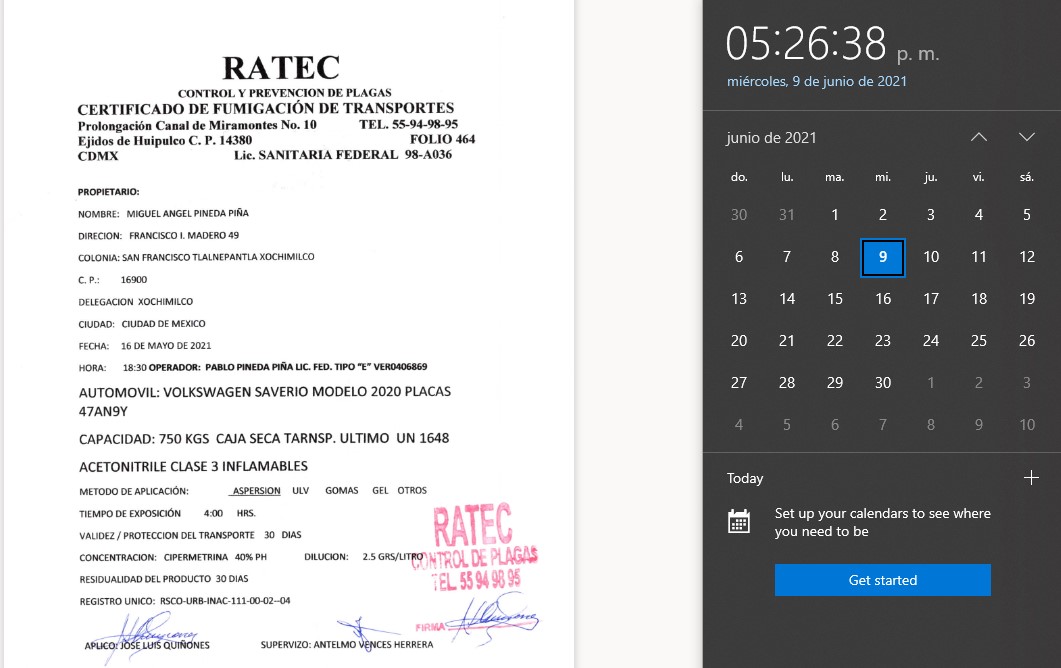 RATEC
CONTROL Y PREVENCION DE PLAGAS
CERTIFICADO DE FUMIGACIÓN DE TRANSPORTES
Prolongación Canal de Miramontes No. 10 TEL. 55-94-98-95
Ejidos de Huipulco C. P. 14380 FOLIO 464
CDMX Lic. SANITARIA FEDERAL 98-A036
PROPIETARIO:
NOMBRE: MIGUEL ANGEL PINEDA PIÑA
DIRECION: FRANCISCO I. MADERO 49
COLONIA: SAN FRANCISCO TLALNEPANTLA XOCHIMILCO
C. P.: 16900
DELEGACION XOCHIMILCO
CIUDAD: CIUDAD DE MEXICO
FECHA: 16 DE MAYO DE 2021
HORA: 18:30 OPERADOR: PABLO PINEDA PIÑA LIC. FED. TIPO "E" VER0406869
AUTOMOVIL: VOLKSWAGEN SAVERIO MODELO 2020 PLACAS
47AN9Y
CAPACIDAD: 750 KGS CAJA SECA TARNSP. ULTIMO UN 1648
ACETONITRILE CLASE 3 INFLAMABLES
METODO DE APLICACIÓN: ASPERSION ULV GOMAS GEL OTROS
TIEMPO DE EXPOSICIÓN 4:00 HRS.
VALIDEZ / PROTECCION DEL TRANSPORTE 30 DIAS
CONCENTRACION: CIPERMETRINA 40% PH DILUCION: 2.5 GRS/LITRO
RESIDUALIDAD DEL PRODUCTO 30 DIAS
REGISTRO UNICO: RSCO-URB-INAC-111-00-02--04
RATEC
CONTROL DE PLAGAS
TEL. 55 94 98 95
FIRMA
APLICO: JOSE LUIS QUIÑONES SUPERVIZO: ANTELMO VENCES HERRERA
05:26:38 p. m.
miércoles, 9 de junio de 2021
junio de 2021
do. lu. ma. mi. ju. vi. sá.
30 31 1 2 3 4 5
6 7 8 9 10 11 12
13 14 15 16 17 18 19
20 21 22 23 24 25 26
27 28 29 30 1 2 3
4 5 6 7 8 9 10
Today
Set up your calendars to see where
you need to be
Get started